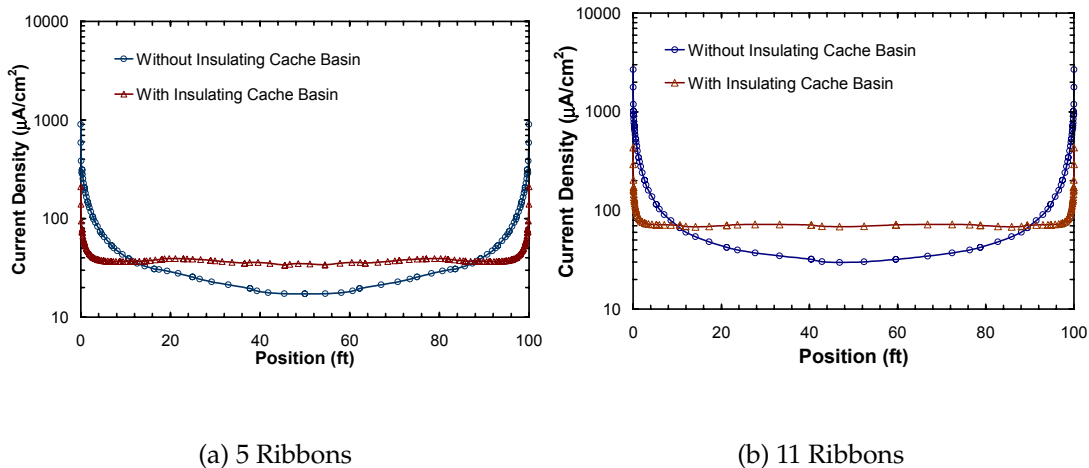 10000
1000
100
10
Current Density (µA/cm²)
Without Insulating Cache Basin
With Insulating Cache Basin
0 20 40 60 80 100
Position (ft)
(a) 5 Ribbons
10000
1000
100
10
Current Density (µA/cm²)
Without Insulating Cache Basin
With Insulating Cache Basin
0 20 40 60 80 100
Position (ft)
(b) 11 Ribbons